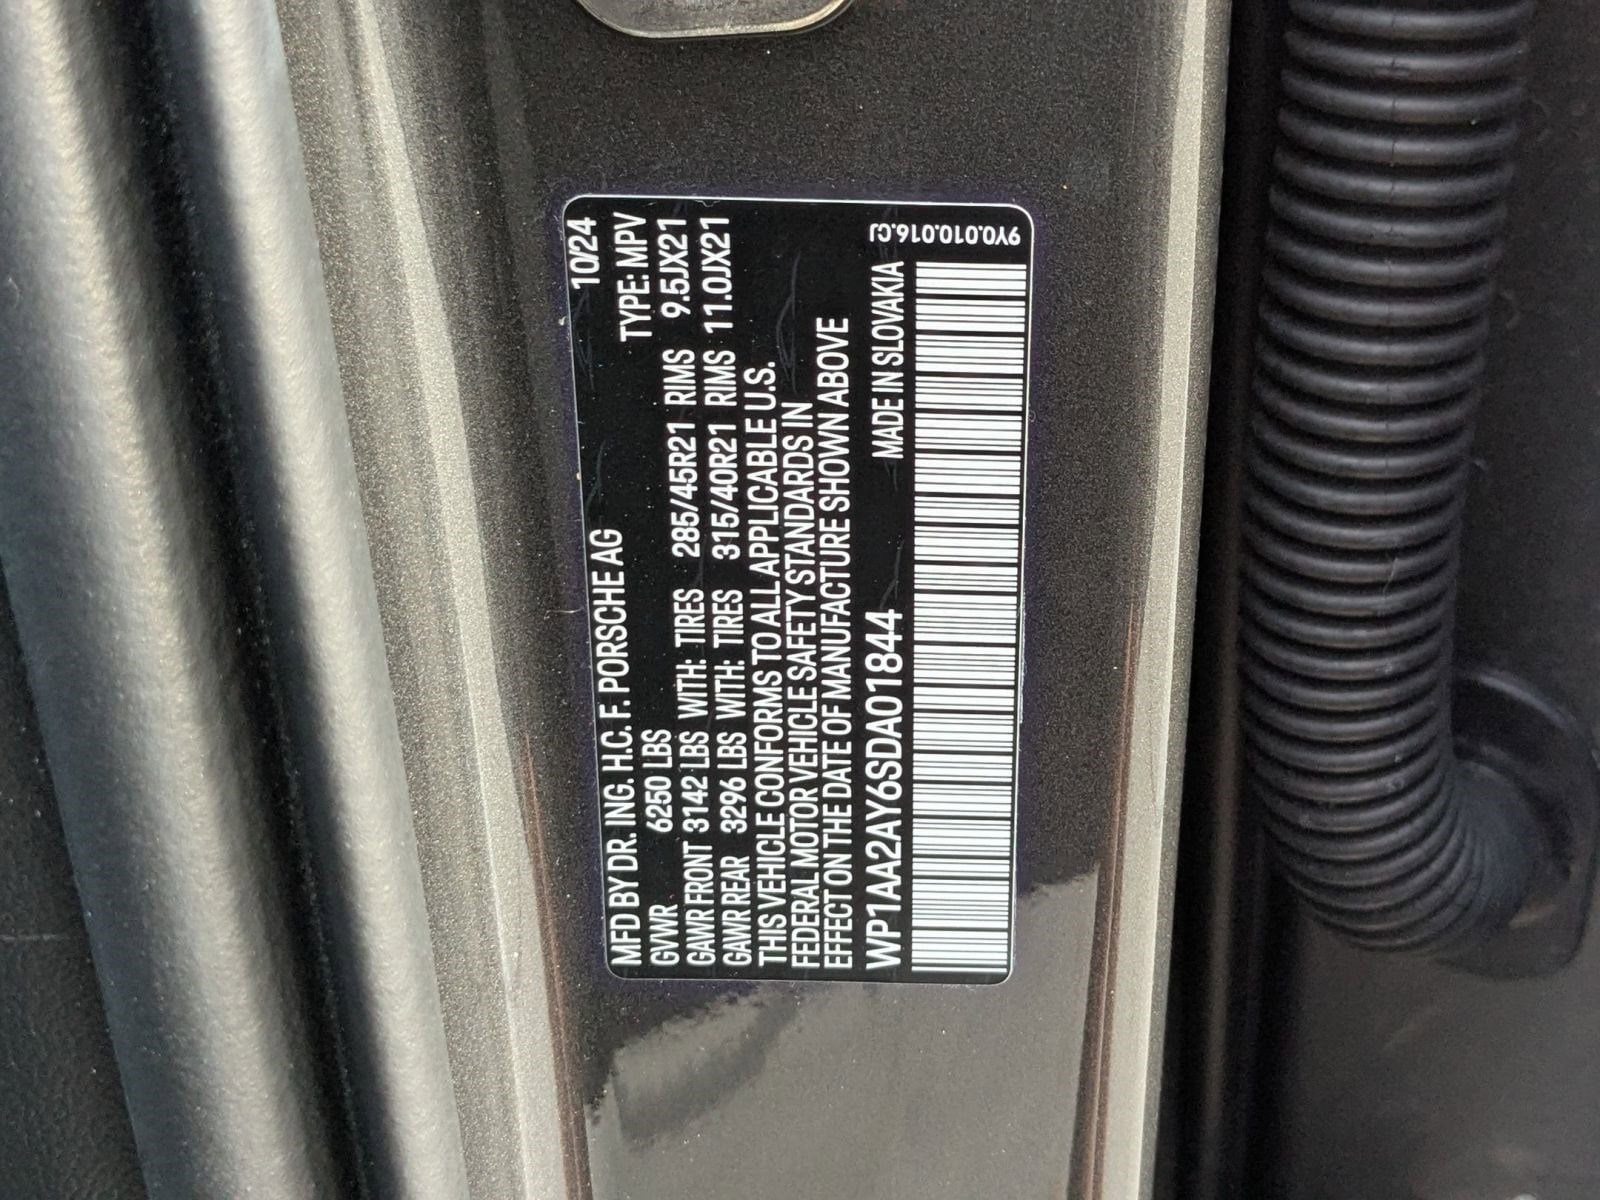 MFD BY DR. ING. H.C. F. PORSCHE AG 10/24
GVWR 6250 LBS TYPE: MPV
GAWR FRONT 3142 LBS WITH: TIRES 285/45R21 RIMS 9.5JX21
GAWR REAR 3296 LBS WITH: TIRES 315/40R21 RIMS 11.0JX21
THIS VEHICLE CONFORMS TO ALL APPLICABLE U.S.
FEDERAL MOTOR VEHICLE SAFETY STANDARDS IN
EFFECT ON THE DATE OF MANUFACTURE SHOWN ABOVE
WP1AA2AY6SDA01844 MADE IN SLOVAKIA
9Y0.010.016.CJ